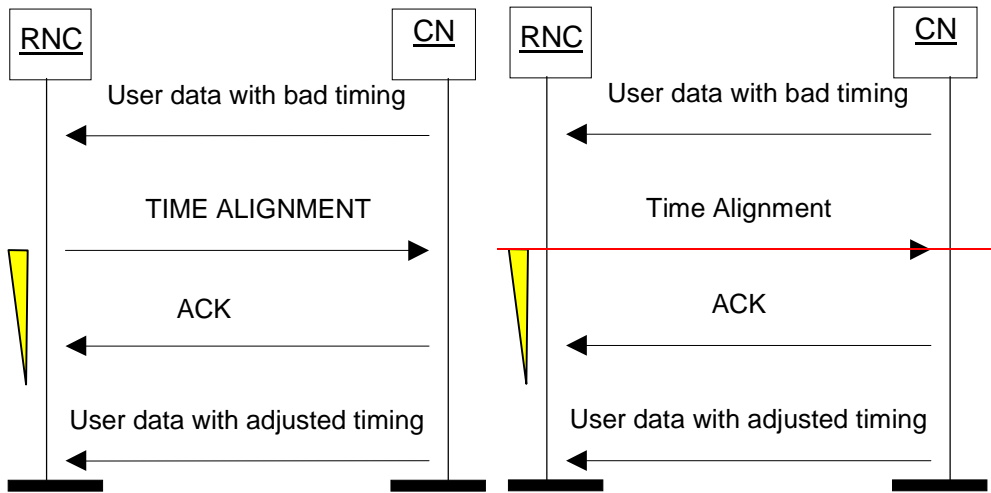 RNC
CN
User data with bad timing
TIME ALIGNMENT
ACK
User data with adjusted timing
RNC
CN
User data with bad timing
Time Alignment
ACK
User data with adjusted timing